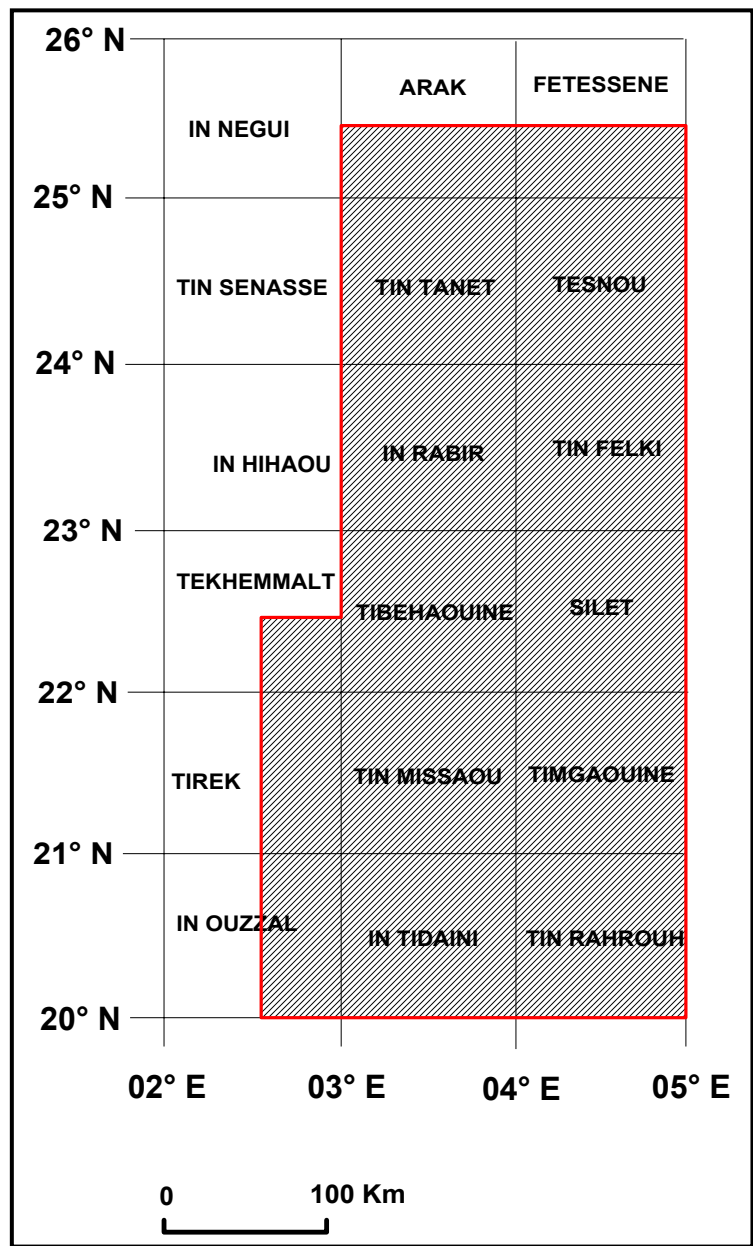 26° N
ARAK
FETESSENE
IN NEGUI
25° N
TIN SENASSE
TIN TANET
TESNOU
24° N
IN HIHAOU
IN RABIR
TIN FELKI
23° N
TEKHEMMALT
TIBEHAOUINE
SILET
22° N
TIREK
TIN MISSAOU
TIMGAOUINE
21° N
IN OUZZAL
IN TIDAINI
TIN RAHROUH
20° N
02° E
03° E
04° E
05° E
0
100 Km